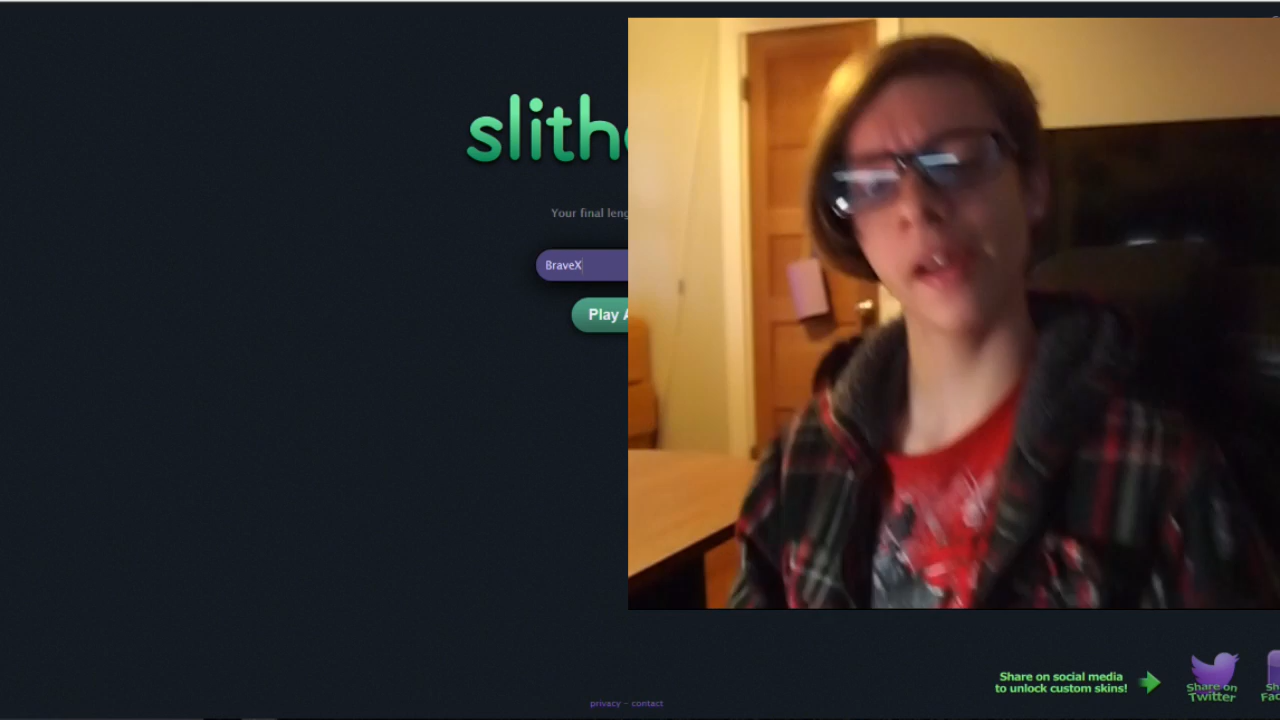 slith
Your final leng
BraveX
Play A
Share on social media
to unlock custom skins!
Share on
Twitter
privacy - contact